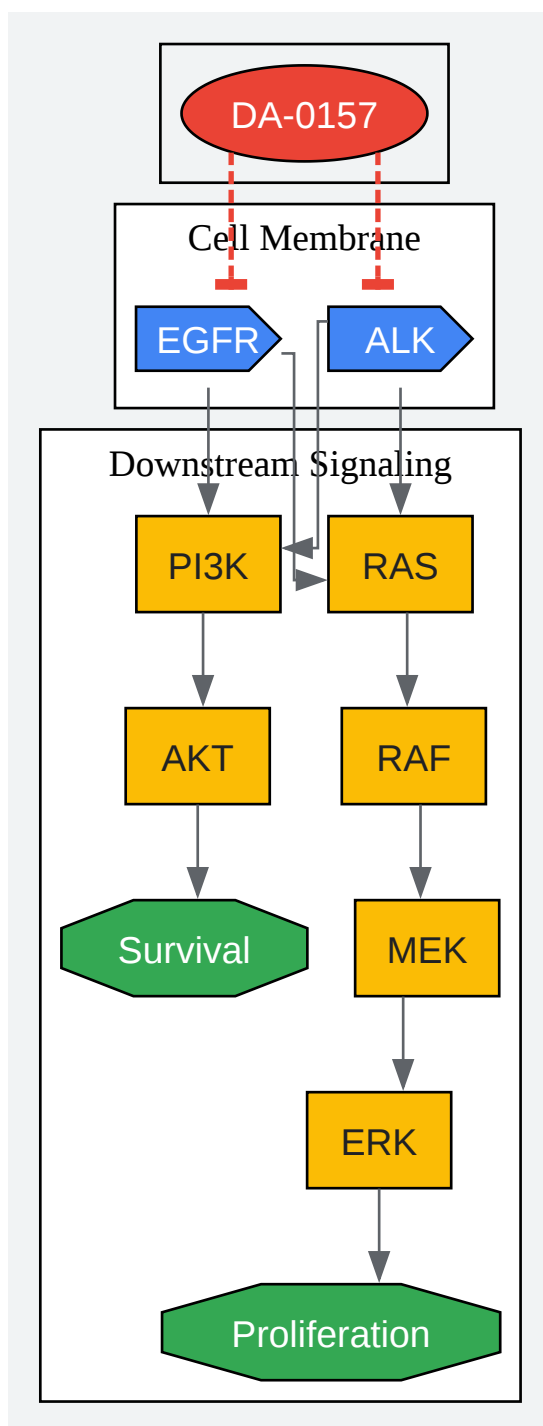 DA-0157
Cell Membrane
EGFR
ALK
Downstream Signaling
PI3K
RAS
AKT
RAF
Survival
MEK
ERK
Proliferation